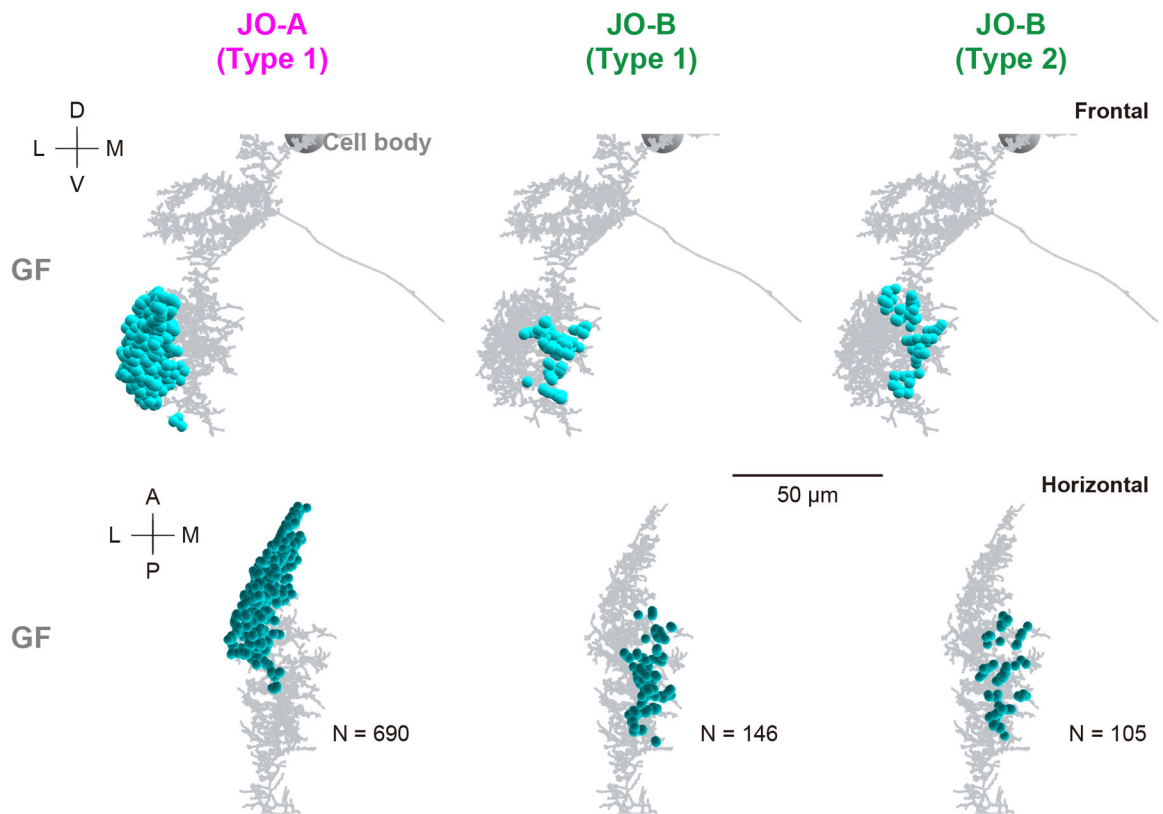 JO-A
(Type 1)
JO-B
(Type 1)
JO-B
(Type 2)
Frontal
D
L M
V
Cell body
GF
50 μm
Horizontal
A
L M
P
GF
N = 690
N = 146
N = 105